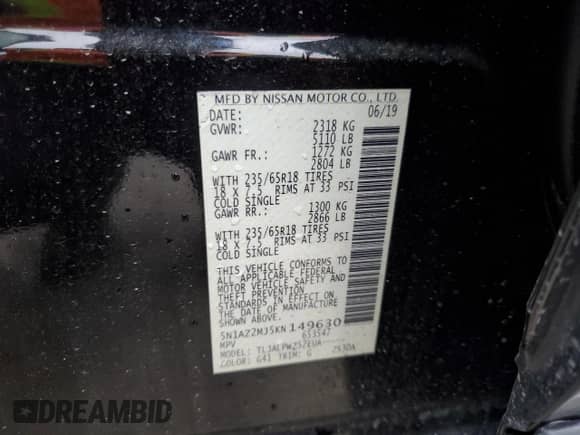 MFD BY NISSAN MOTOR CO., LTD.
DATE: 06/19
GVWR: 2318 KG
5110 LB
GAWR FR.: 1272 KG
2804 LB
WITH 235/65R18 TIRES
18 X 7.5 RIMS AT 33 PSI
COLD SINGLE
GAWR RR.: 1300 KG
2866 LB
WITH 235/65R18 TIRES
18 X 7.5 RIMS AT 33 PSI
COLD SINGLE
THIS VEHICLE CONFORMS TO
ALL APPLICABLE FEDERAL
MOTOR VEHICLE SAFETY AND
THEFT PREVENTION
STANDARDS IN EFFECT ON
THE DATE OF MANUFACTURE
SHOWN ABOVE.
5N1AZ2MJ5KN 149630
MPV 653547
MODEL:
COLOR: G41 TRIM: G
DREAMBID